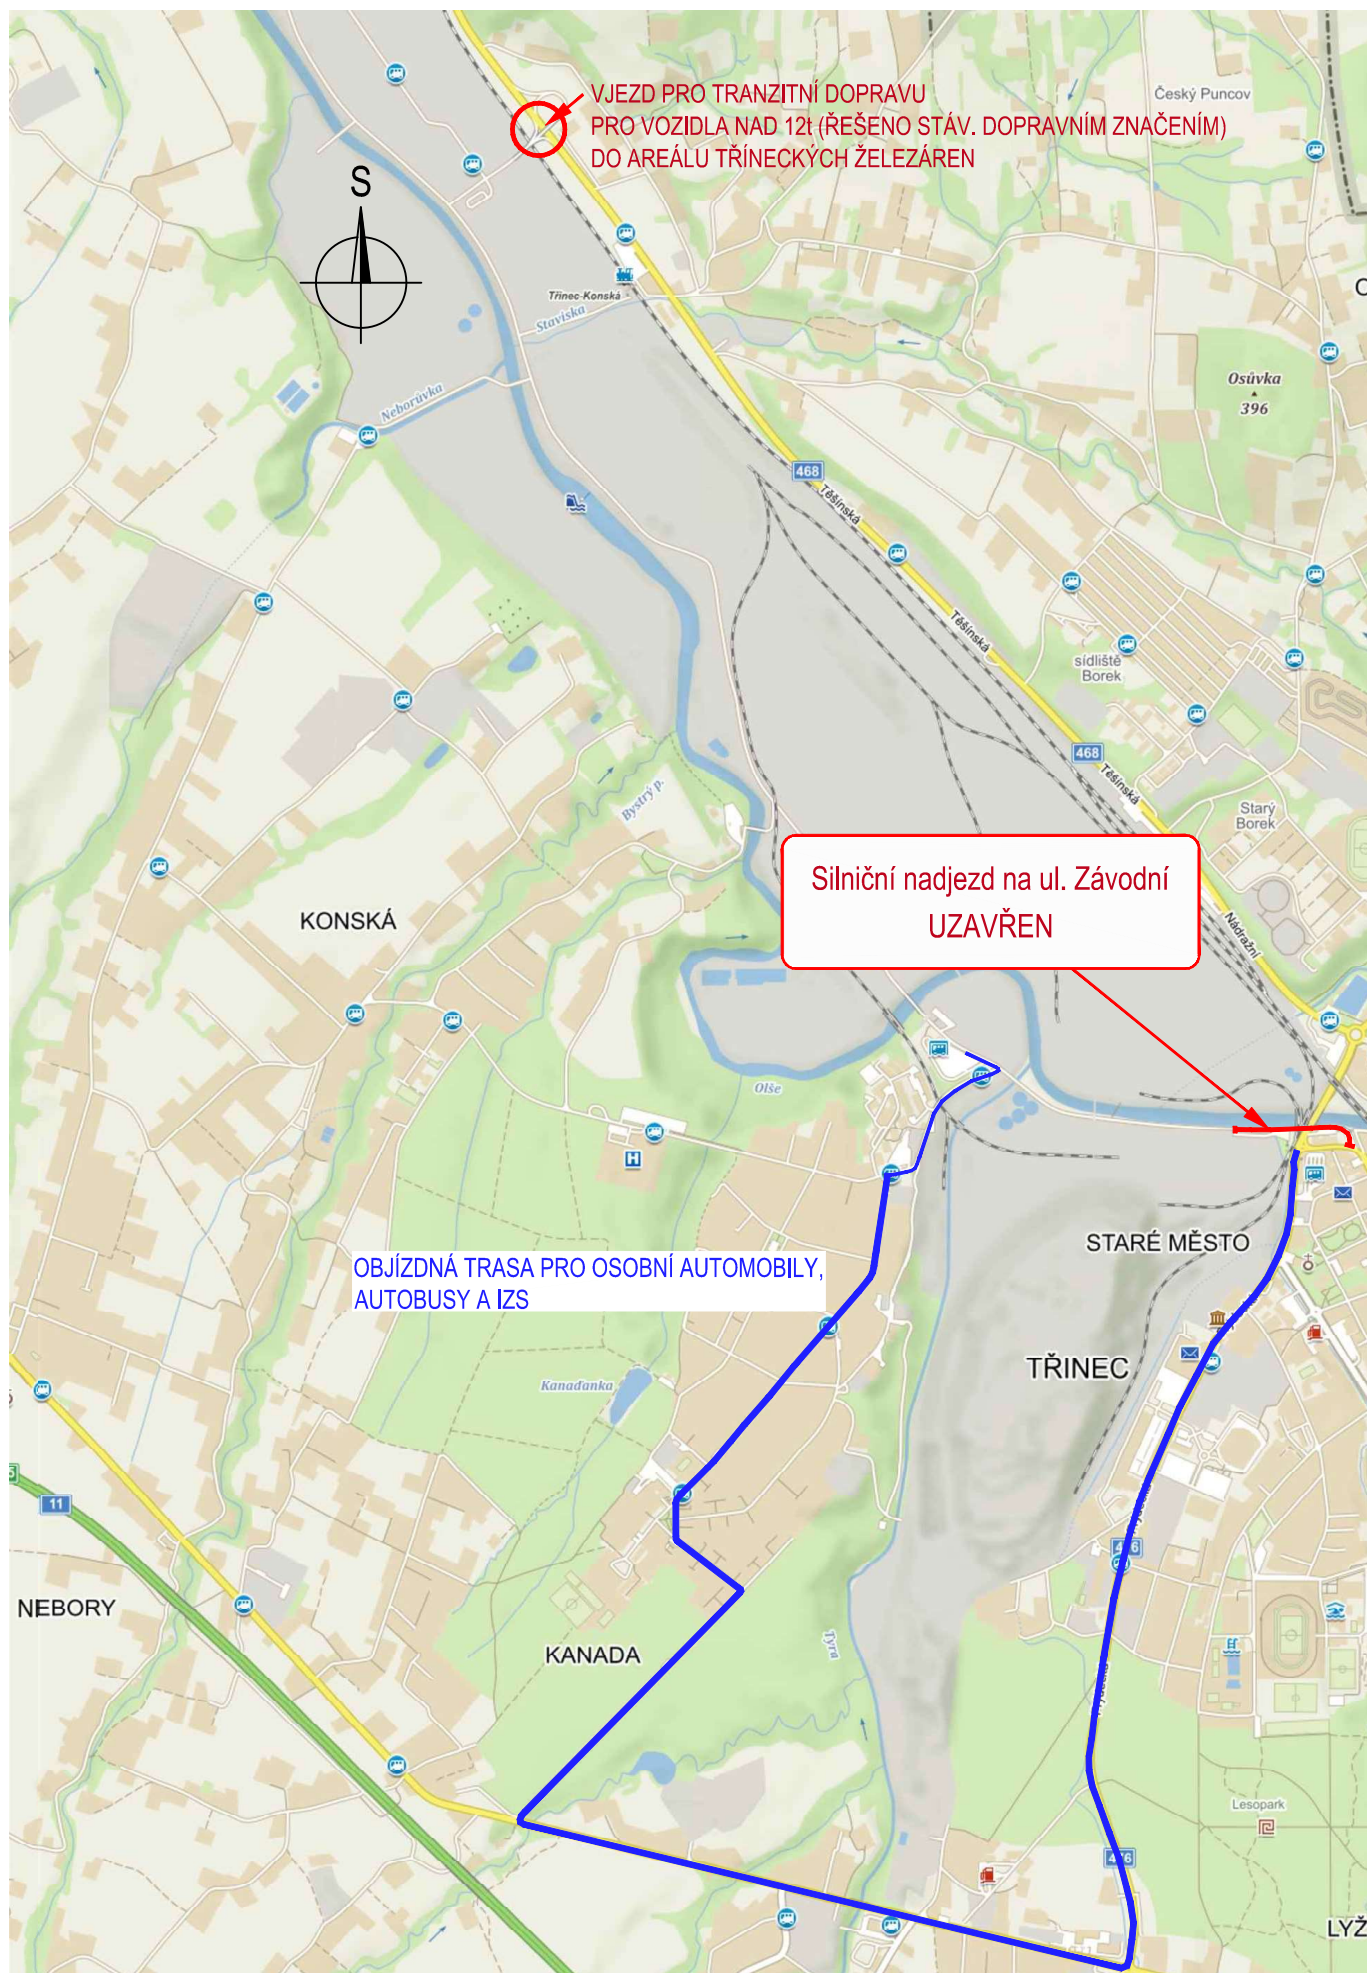 VJEZD PRO TRANZITNÍ DOPRAVU
PRO VOZIDLA NAD 12t (ŘEŠENO STÁV. DOPRAVNÍM ZNAČENÍM)
DO AREÁLU TŘÍNECKÝCH ŽELEZÁREN
Český Puncov
S
Třinec-Konská
Staviska
Neborůvka
Osůvka
396
468
Těšínská
Těšínská
sídliště
Borek
468
Těšínská
Starý
Borek
Bystrý p.
Silniční nadjezd na ul. Závodní
UZAVŘEN
Nádražní
KONSKÁ
Olše
H
STARÉ MĚSTO
OBJÍZDNÁ TRASA PRO OSOBNÍ AUTOMOBILY,
AUTOBUSY A IZS
TŘINEC
Kanaďanka
11
NEBORY
KANADA
Týra
Lesopark
LYŽ